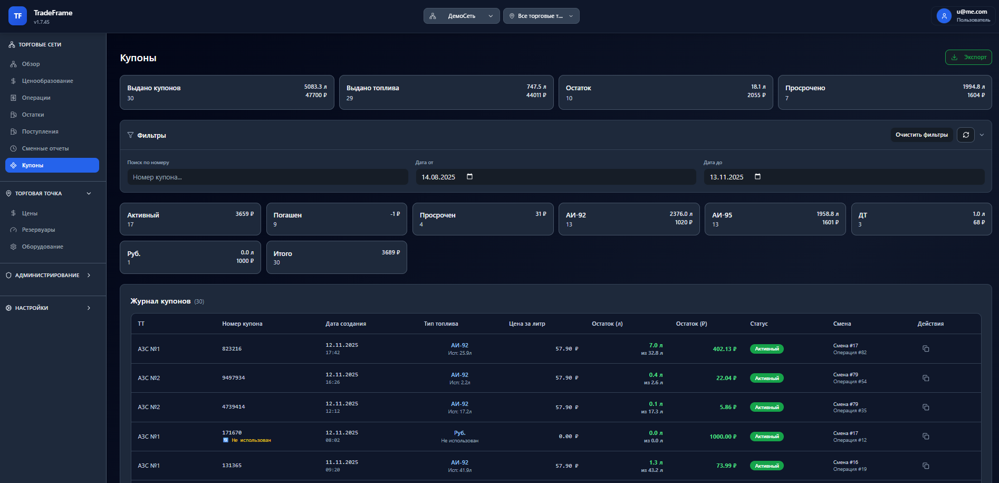 TF
TradeFrame
v1.7.45
ДемоСеть
Все торговые т...
u@me.com
Пользователь
ТОРГОВЫЕ СЕТИ
Обзор
Ценообразование
Операции
Остатки
Поступления
Сменные отчеты
Купоны
ТОРГОВАЯ ТОЧКА
Цены
Резервуары
Оборудование
АДМИНИСТРИРОВАНИЕ
НАСТРОЙКИ
Купоны
Экспорт
Выдано купонов
30
5083.3 л
47700 ₽
Выдано топлива
29
747.5 л
44011 ₽
Остаток
10
18.1 л
2055 ₽
Просрочено
7
1994.8 л
1604 ₽
Фильтры
Очистить фильтры
Поиск по номеру
Номер купона...
Дата от
14.08.2025
Дата до
13.11.2025
Активный
17
3659 ₽
Погашен
9
-1 ₽
Просрочен
4
31 ₽
АИ-92
13
2376.0 л
1020 ₽
АИ-95
13
1958.8 л
1601 ₽
ДТ
3
1.0 л
68 ₽
Руб.
1
0.0 л
1000 ₽
Итого
30
3689 ₽
Журнал купонов (30)
ТТ Номер купона Дата создания Тип топлива Цена за литр Остаток (л) Остаток (₽) Статус Смена Действия
АЗС №1 823216 12.11.2025 17:42 АИ-92 Исп: 25.9л 57.90 ₽ 7.0 л из 32.8 л 402.13 ₽ Активный Смена #17 Операция #82
АЗС №2 9497934 12.11.2025 16:26 АИ-92 Исп: 2.2л 57.90 ₽ 0.4 л из 2.6 л 22.04 ₽ Активный Смена #79 Операция #54
АЗС №2 4739414 12.11.2025 12:12 АИ-92 Исп: 17.2л 57.90 ₽ 0.1 л из 17.3 л 5.86 ₽ Активный Смена #79 Операция #35
АЗС №1 171670 Не использован 12.11.2025 08:02 Руб. Не использован 0.00 ₽ 0.0 л из 0.0 л 1000.00 ₽ Активный Смена #17 Операция #12
АЗС №1 131365 11.11.2025 09:20 АИ-92 Исп: 41.9л 57.90 ₽ 1.3 л из 43.2 л 73.99 ₽ Активный Смена #16 Операция #19